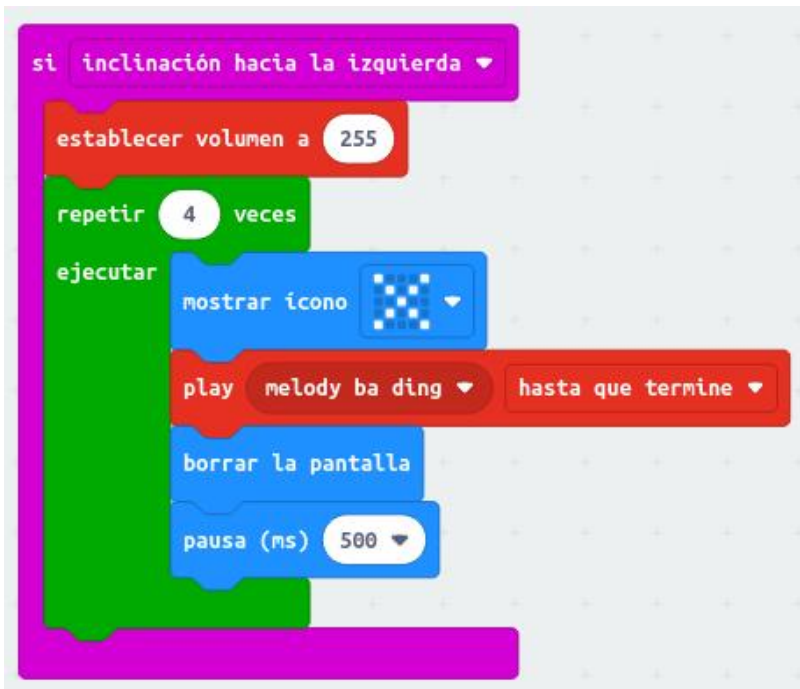 si inclinación hacia la izquierda
establecer volumen a 255
repetir 4 veces
ejecutar
mostrar ícono
play melody ba ding hasta que termine
borrar la pantalla
pausa (ms) 500